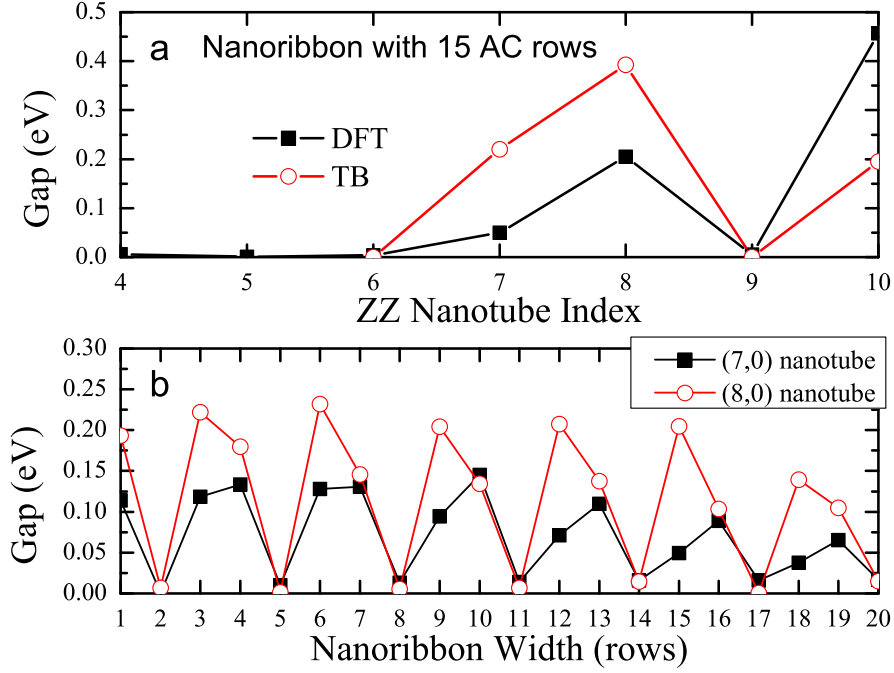 a Nanoribbon with 15 AC rows
Gap (eV)
0.5
0.4
0.3
0.2
0.1
0.0
DFT
TB
4 5 6 7 8 9 10
ZZ Nanotube Index
b
Gap (eV)
0.30
0.25
0.20
0.15
0.10
0.05
0.00
(7,0) nanotube
(8,0) nanotube
1 2 3 4 5 6 7 8 9 10 11 12 13 14 15 16 17 18 19 20
Nanoribbon Width (rows)